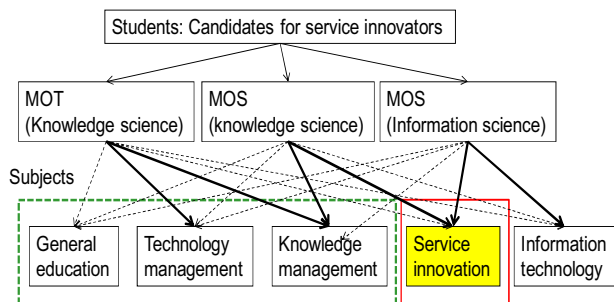 Students: Candidates for service innovators
MOT
(Knowledge science)
MOS
(knowledge science)
MOS
(Information science)
Subjects
General
education
Technology
management
Knowledge
management
Service
innovation
Information
technology